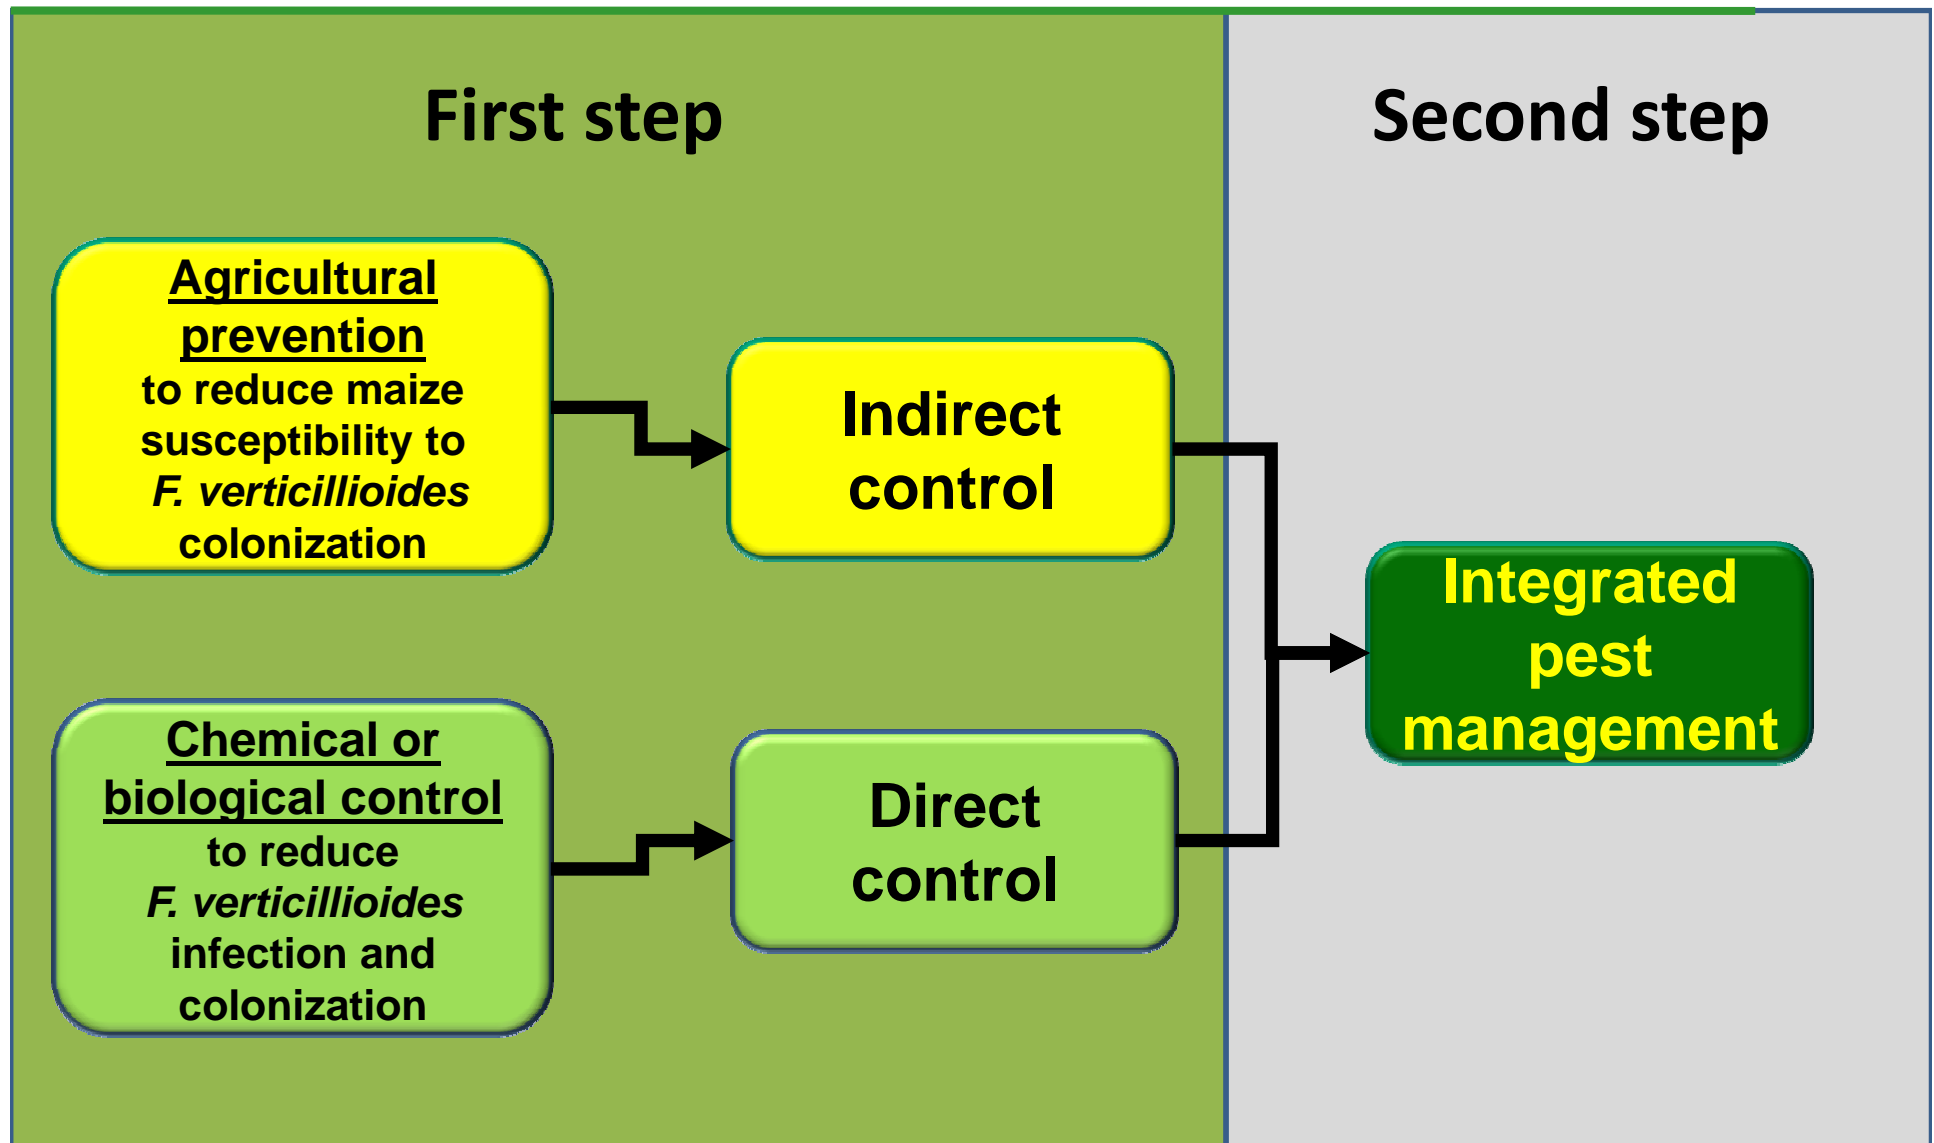 First step
Second step
Agricultural
prevention
to reduce maize
susceptibility to
F. verticillioides
colonization
Indirect
control
Chemical or
biological control
to reduce
F. verticillioides
infection and
colonization
Direct
control
Integrated
pest
management